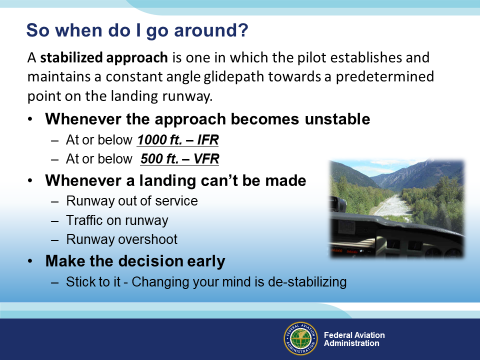 So when do I go around?
A stabilized approach is one in which the pilot establishes and
maintains a constant angle glidepath towards a predetermined
point on the landing runway.
• Whenever the approach becomes unstable
– At or below 1000 ft. – IFR
– At or below 500 ft. – VFR
• Whenever a landing can’t be made
– Runway out of service
– Traffic on runway
– Runway overshoot
• Make the decision early
– Stick to it - Changing your mind is de-stabilizing
Federal Aviation
Administration